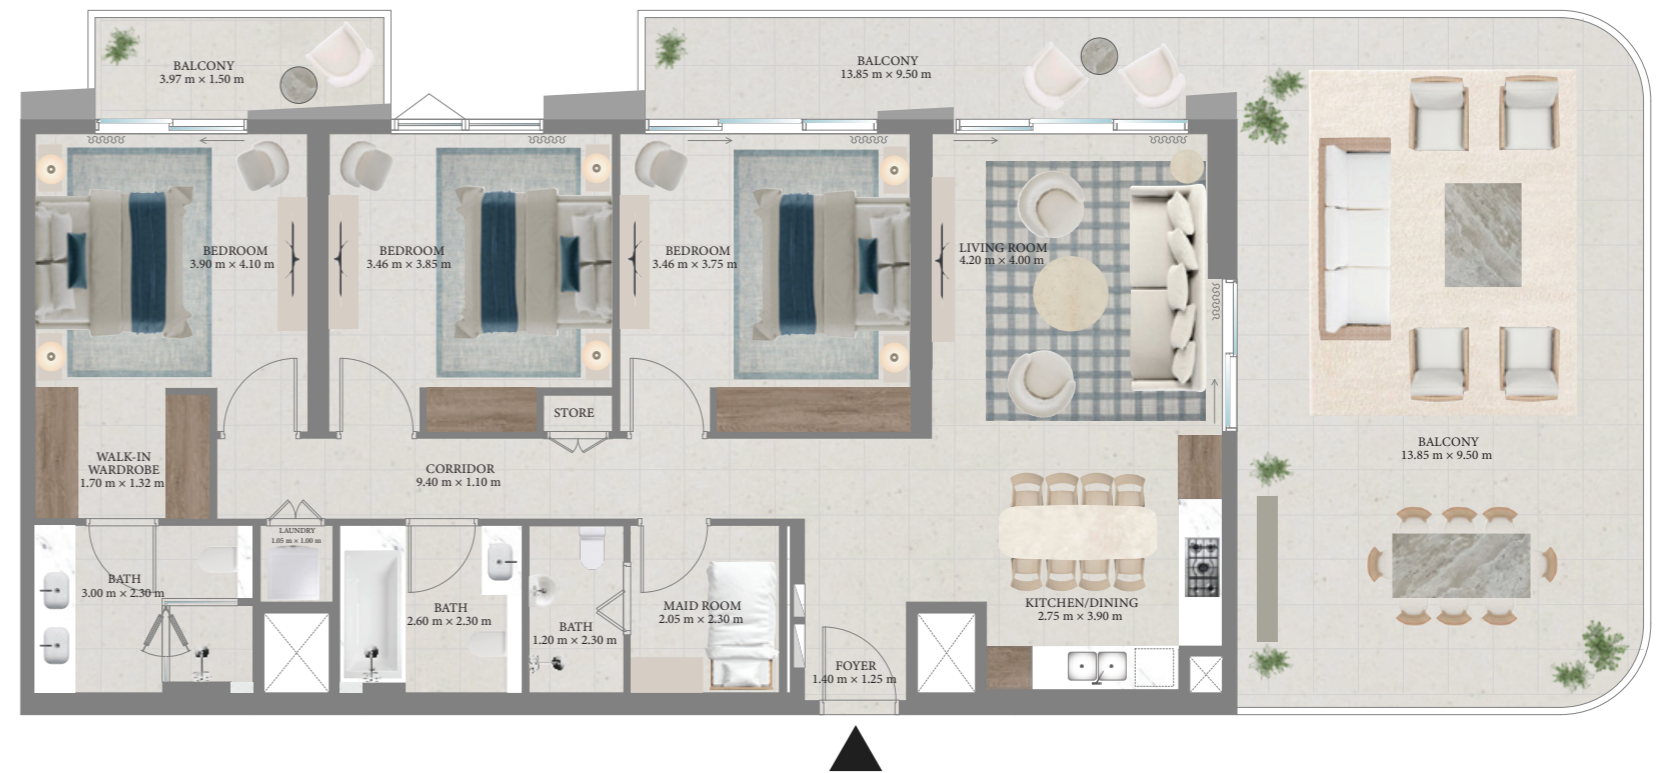 BALCONY
3.97 m × 1.50 m
BALCONY
13.85 m × 9.50 m
BEDROOM
3.90 m × 4.10 m
BEDROOM
3.46 m × 3.85 m
BEDROOM
3.46 m × 3.75 m
LIVING ROOM
4.20 m × 4.00 m
STORE
WALK-IN
WARDROBE
1.70 m × 1.32 m
CORRIDOR
9.40 m × 1.10 m
BALCONY
13.85 m × 9.50 m
LAUNDRY
1.05 m × 1.00 m
BATH
3.00 m × 2.30 m
BATH
2.60 m × 2.30 m
BATH
1.20 m × 2.30 m
MAID ROOM
2.05 m × 2.30 m
KITCHEN/DINING
2.75 m × 3.90 m
FOYER
1.40 m × 1.25 m